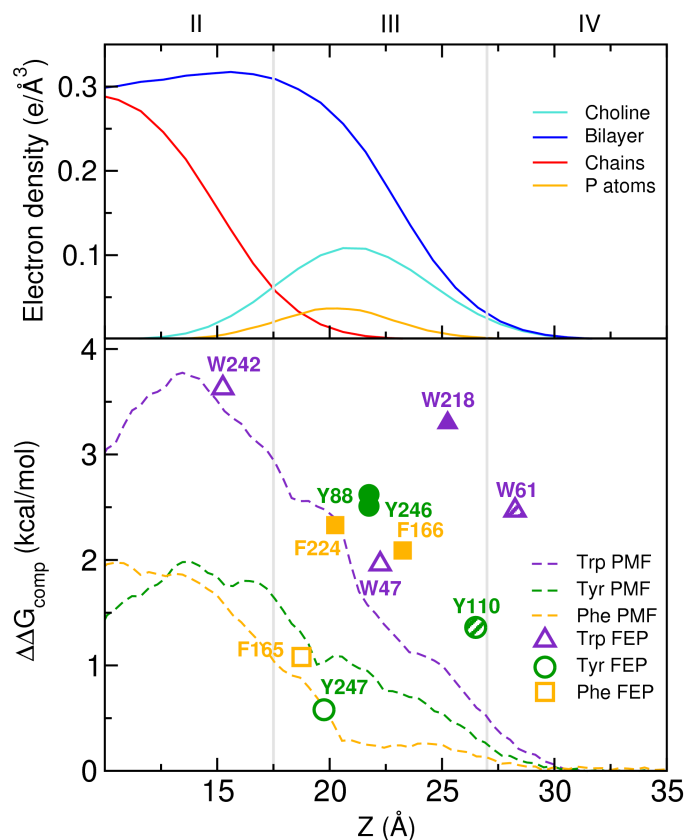 II III IV
Electron density (e/Å³)
0.3
0.2
0.1
Choline
Bilayer
Chains
P atoms
ΔΔG_comp (kcal/mol)
4
3
2
1
0
W242
W218
Y88
Y246
W61
F224
F166
W47
Y110
F165
Y247
Trp PMF
Tyr PMF
Phe PMF
Trp FEP
Tyr FEP
Phe FEP
15 20 25 30 35
Z (Å)